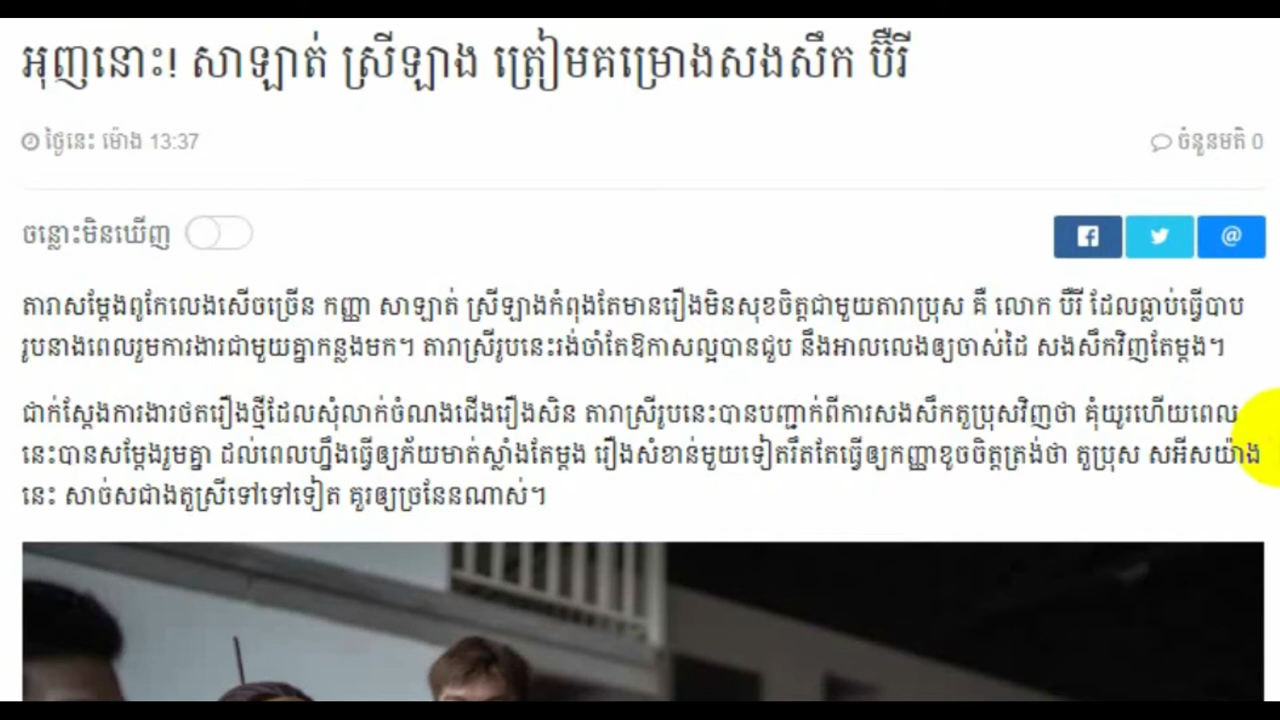 អុញនោះ! សាឡាត់ ស្រីឡាង ត្រៀមគម្រោងសងសឹក ប៊ឺរី
ថ្ងៃនេះ ម៉ោង 13:37
ចំនួនមតិ 0
ចន្លោះមិនឃើញ
តារាសម្ដែងពូកែលេងសើចច្រើន កញ្ញា សាឡាត់ ស្រីឡាងកំពុងតែមានរឿងមិនសុខចិត្តជាមួយតារាប្រុស គឺ លោក ប៊ឺរី ដែលធ្លាប់ធ្វើបាប
រូបនាងពេលរួមការងារជាមួយគ្នាកន្លងមក។ តារាស្រីរូបនេះរង់ចាំតែឱកាសល្អបានជួប នឹងអាលលេងឲ្យចាស់ដៃ សងសឹកវិញតែម្ដង។
ជាក់ស្ដែងការងារថតរឿងថ្មីដែលសុំលាក់ចំណងជើងរឿងសិន តារាស្រីរូបនេះបានបញ្ជាក់ពីការសងសឹកតួប្រុសវិញថា គុំយូរហើយពេល
នេះបានសម្ដែងរួមគ្នា ដល់ពេលហ្នឹងធ្វើឲ្យភ័យមាត់ស្លាំងតែម្ដង រឿងសំខាន់មួយទៀតរឹតតែធ្វើឲ្យកញ្ញាខូចចិត្តត្រង់ថា តួប្រុស សអីសយ៉ាង
នេះ សាច់សជាងតួស្រីទៅទៅទៀត គួរឲ្យច្រនែនណាស់។